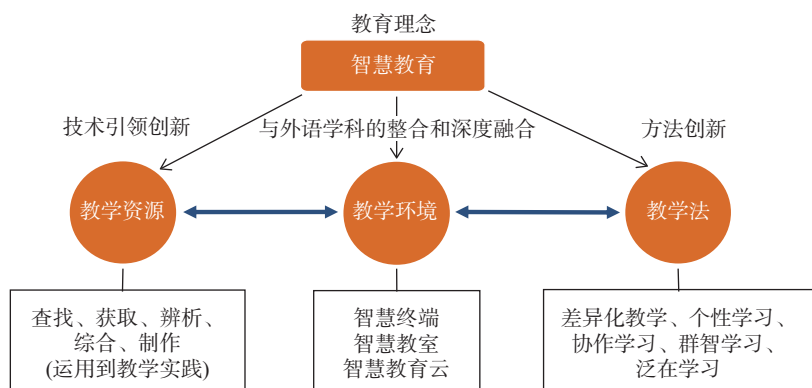 教育理念
智慧教育
技术引领创新
与外语学科的整合和深度融合
方法创新
教学资源
教学环境
教学法
查找、获取、辨析、
综合、制作
(运用到教学实践)
智慧终端
智慧教室
智慧教育云
差异化教学、个性学习、
协作学习、群智学习、
泛在学习